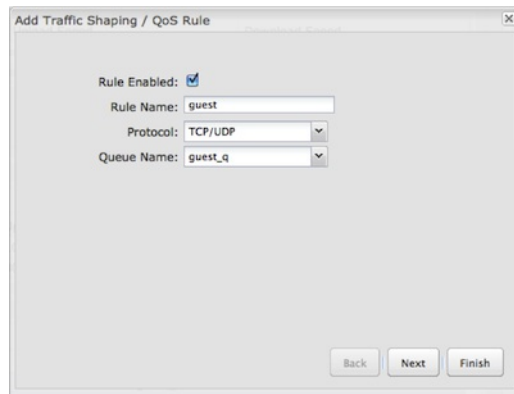 Add Traffic Shaping / QoS Rule
Rule Enabled:
Rule Name: guest
Protocol: TCP/UDP
Queue Name: guest_q
Back Next Finish